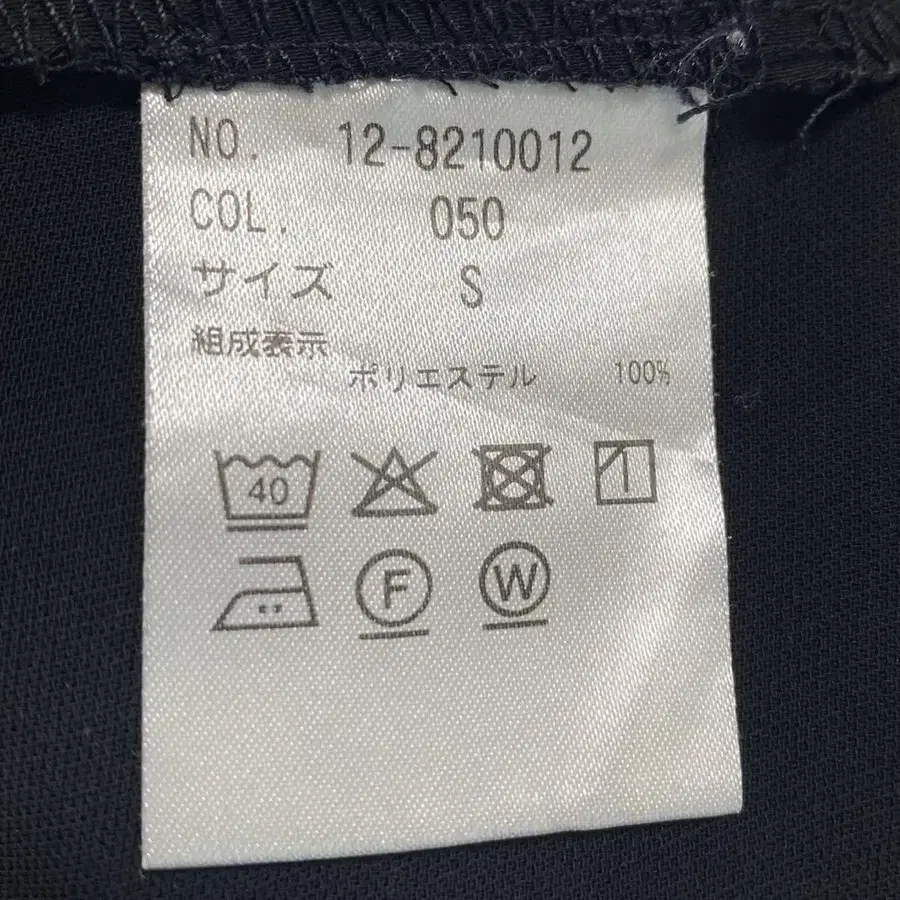 NO. 12-8210012
COL. 050
サイズ S
組成表示
ポリエステル 100%
40
F W